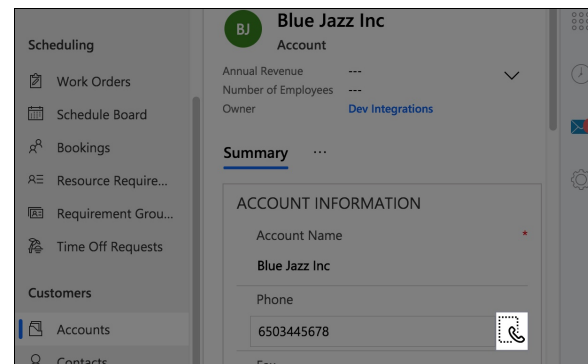 Scheduling
Work Orders
Schedule Board
Bookings
Resource Require...
Requirement Grou...
Time Off Requests
Customers
Accounts
Contacts
BJ
Blue Jazz Inc
Account
Annual Revenue ---
Number of Employees ---
Owner Dev Integrations
Summary ...
ACCOUNT INFORMATION
Account Name *
Blue Jazz Inc
Phone
6503445678
Fax